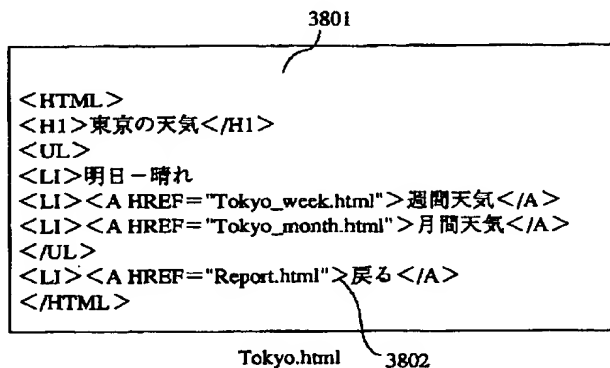 3801
<HTML>
<H1>東京の天気</H1>
<UL>
<LI>明日－晴れ
<LI><A HREF="Tokyo_week.html">週間天気</A>
<LI><A HREF="Tokyo_month.html">月間天気</A>
</UL>
<LI><A HREF="Report.html">戻る</A>
</HTML>
Tokyo.html
3802